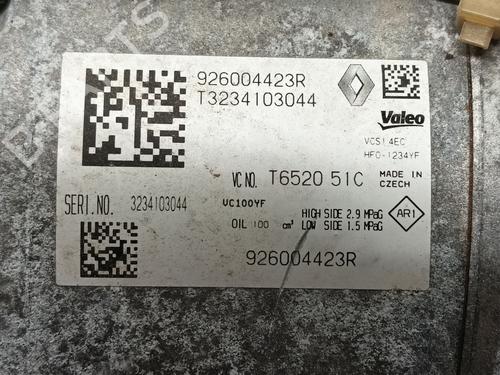 926004423R
T3234103044
Valeo
VCS14EC
HFO-1234YF
VC NO. T6520 51C
MADE IN
CZECH
SERI.NO. 3234103044
VC100YF
OIL 100 cm³
HIGH SIDE 2.9 MPaG
LOW SIDE 1.5 MPaG
AR1
926004423R